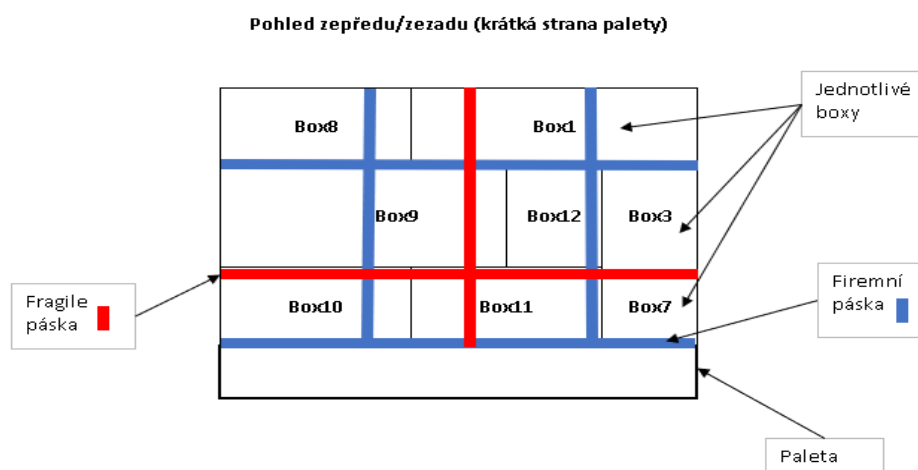 Pohled zepředu/zezadu (krátká strana palety)
Jednotlivé
boxy
Box8
Box1
Box9
Box12
Box3
Fragile
páska
Box10
Box11
Box7
Firemní
páska
Paleta